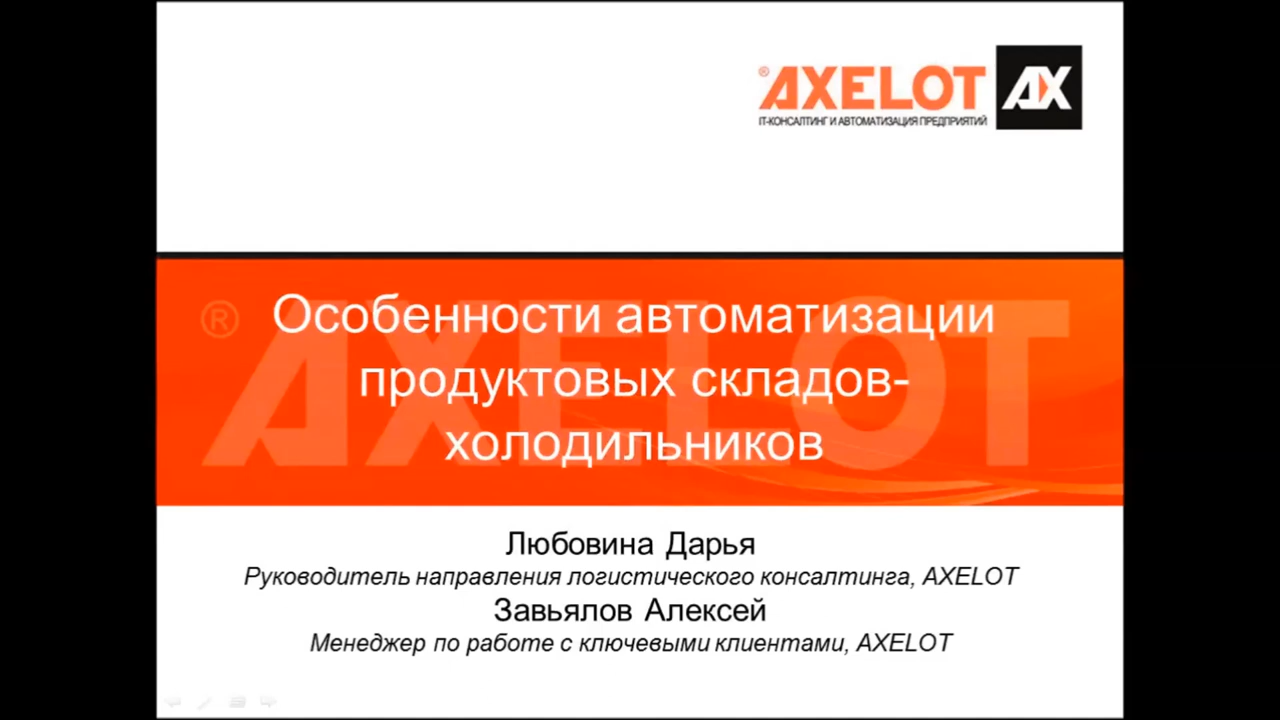 ®AXELOT AX
IT-КОНСАЛТИНГ И АВТОМАТИЗАЦИЯ ПРЕДПРИЯТИЙ
® AXELOT
Особенности автоматизации
продуктовых складов-
холодильников
Любовина Дарья
Руководитель направления логистического консалтинга, AXELOT
Завьялов Алексей
Менеджер по работе с ключевыми клиентами, AXELOT